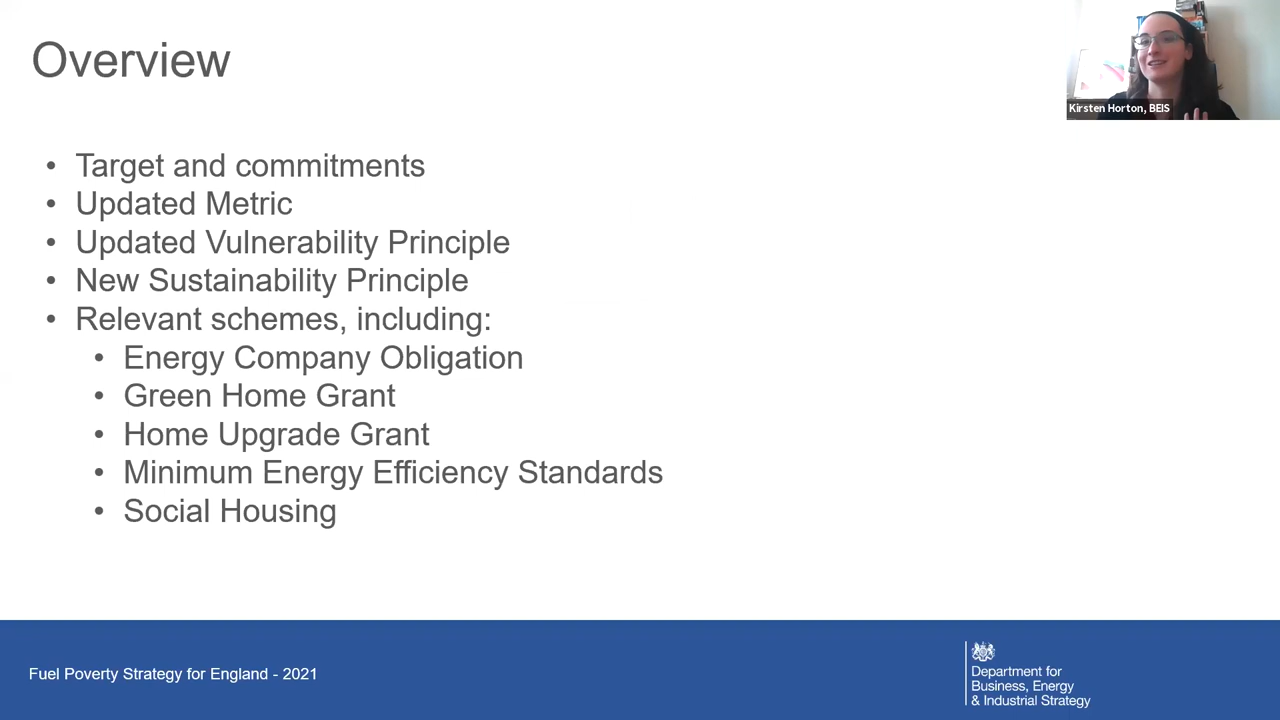 Overview
Kirsten Horton, BEIS
• Target and commitments
• Updated Metric
• Updated Vulnerability Principle
• New Sustainability Principle
• Relevant schemes, including:
• Energy Company Obligation
• Green Home Grant
• Home Upgrade Grant
• Minimum Energy Efficiency Standards
• Social Housing
Fuel Poverty Strategy for England - 2021
Department for
Business, Energy
& Industrial Strategy